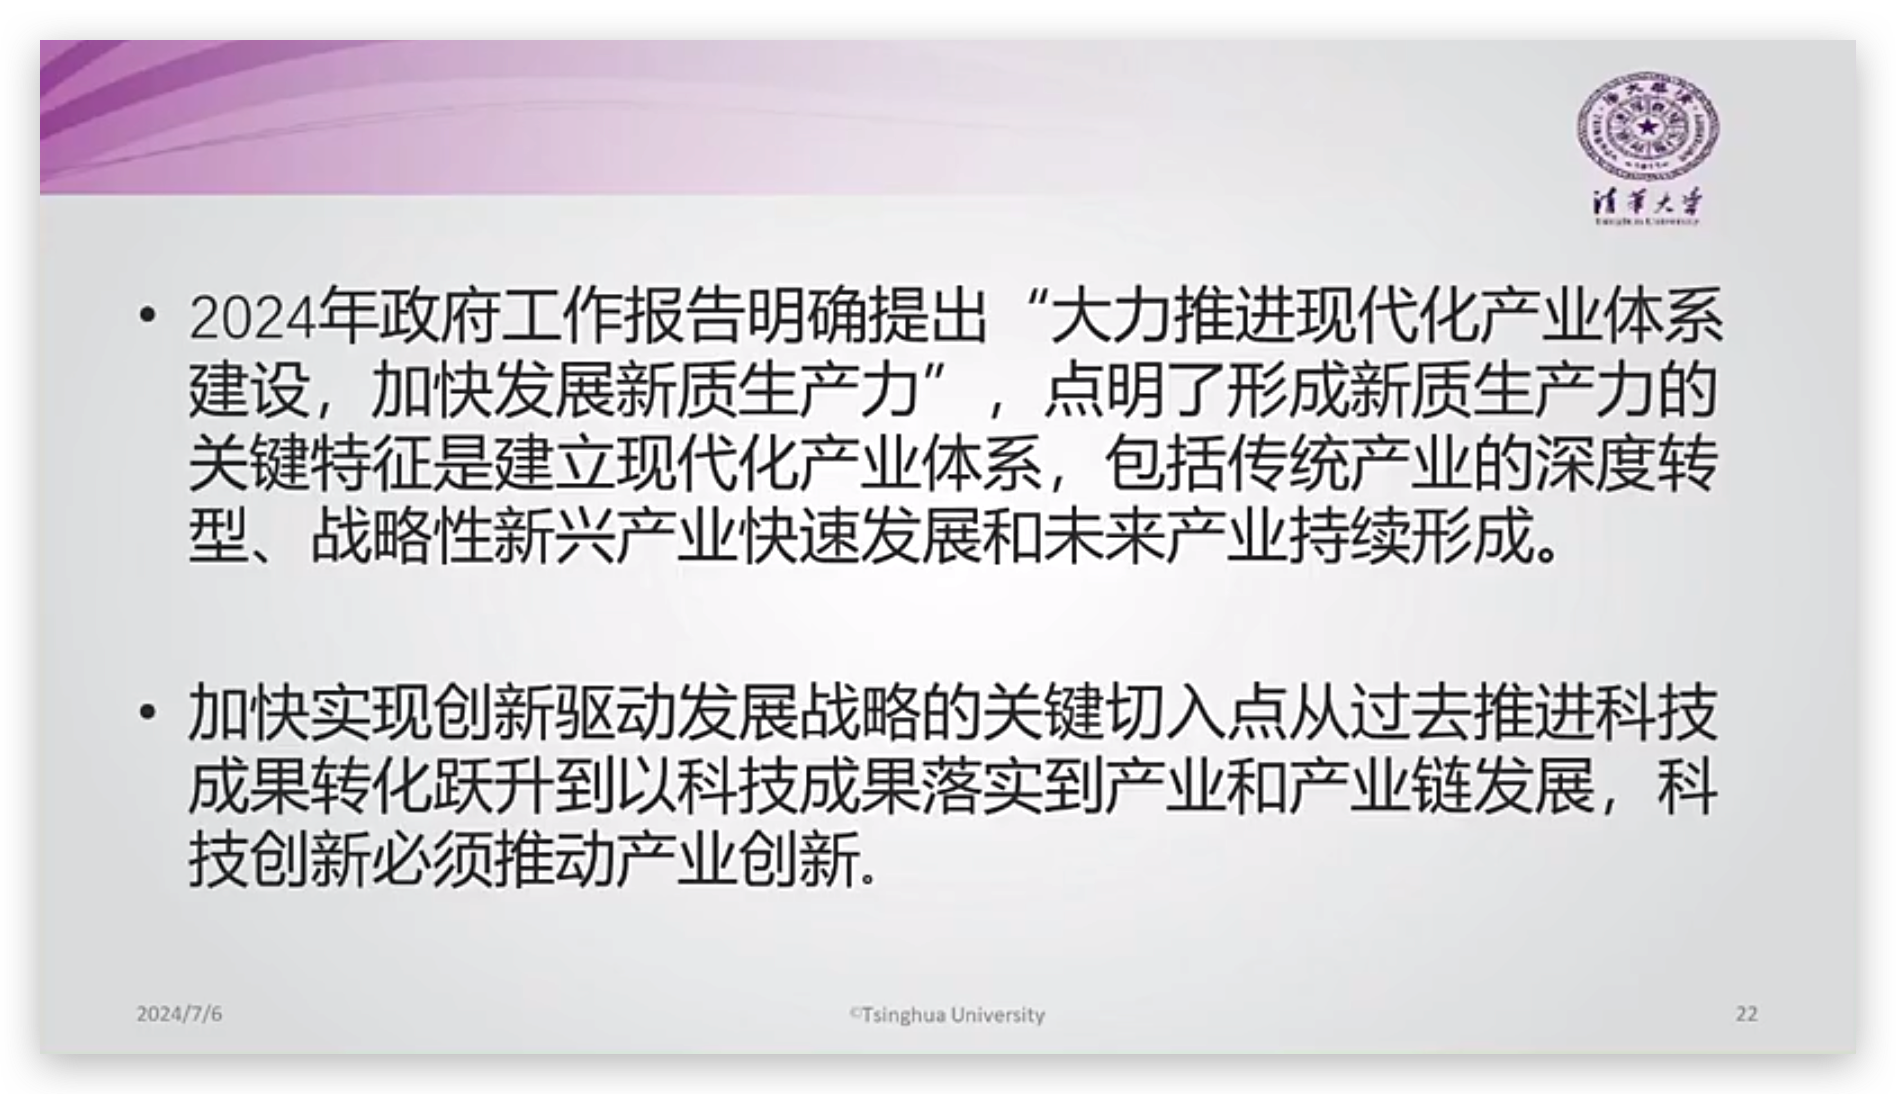 清华大学
Tsinghua University
• 2024年政府工作报告明确提出“大力推进现代化产业体系
建设，加快发展新质生产力”，点明了形成新质生产力的
关键特征是建立现代化产业体系，包括传统产业的深度转
型、战略性新兴产业快速发展和未来产业持续形成。
• 加快实现创新驱动发展战略的关键切入点从过去推进科技
成果转化跃升到以科技成果落实到产业和产业链发展，科
技创新必须推动产业创新。
2024/7/6
©Tsinghua University
22